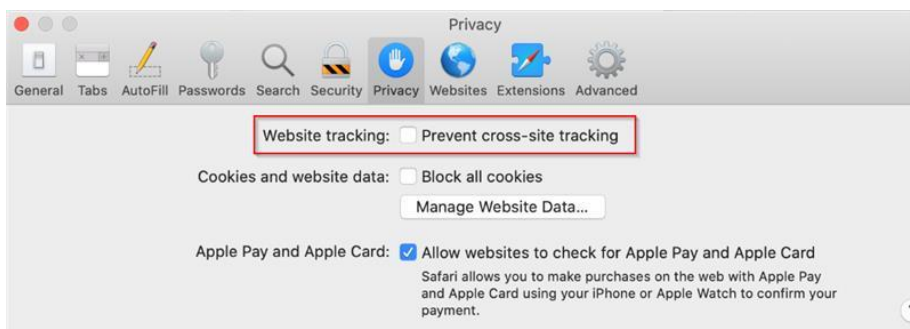 Privacy
General Tabs AutoFill Passwords Search Security Privacy Websites Extensions Advanced
Website tracking: Prevent cross-site tracking
Cookies and website data: Block all cookies
Manage Website Data...
Apple Pay and Apple Card: Allow websites to check for Apple Pay and Apple Card
Safari allows you to make purchases on the web with Apple Pay
and Apple Card using your iPhone or Apple Watch to confirm your
payment.